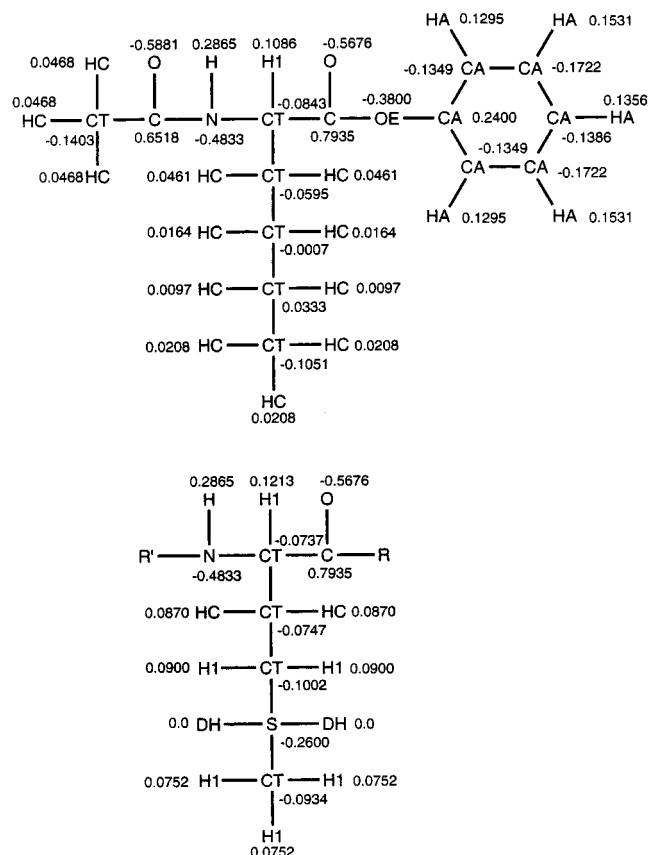 HA 0.1295 HA 0.1531
-0.5881 0.2865 0.1086 -0.5676
0.0468 HC O H H1 O
-0.1349 CA CA -0.1722
0.0468 -0.0843 -0.3800 0.1356
HC CT C N CT C OE CA 0.2400 CA HA
-0.1403 0.6518 -0.4833 0.7935 -0.1386
-0.1349
0.0468 HC 0.0461 HC CT HC 0.0461 CA CA -0.1722
-0.0595
HA 0.1295 HA 0.1531
0.0164 HC CT HC 0.0164
-0.0007
0.0097 HC CT HC 0.0097
0.0333
0.0208 HC CT HC 0.0208
-0.1051
HC
0.0208
0.2865 0.1213 -0.5676
H H1 O
-0.0737
R' N CT C R
-0.4833 0.7935
0.0870 HC CT HC 0.0870
-0.0747
0.0900 H1 CT H1 0.0900
-0.1002
0.0 DH S DH 0.0
-0.2600
0.0752 H1 CT H1 0.0752
-0.0934
H1
0.0752